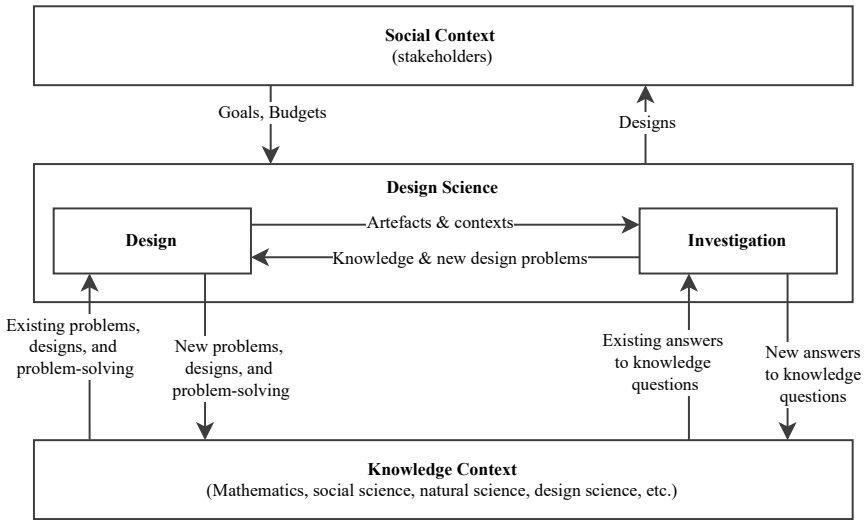 Social Context
(stakeholders)
Goals, Budgets
Designs
Design Science
Design
Artefacts & contexts
Investigation
Knowledge & new design problems
Existing problems,
designs, and
problem-solving
New problems,
designs, and
problem-solving
Existing answers
to knowledge
questions
New answers
to knowledge
questions
Knowledge Context
(Mathematics, social science, natural science, design science, etc.)